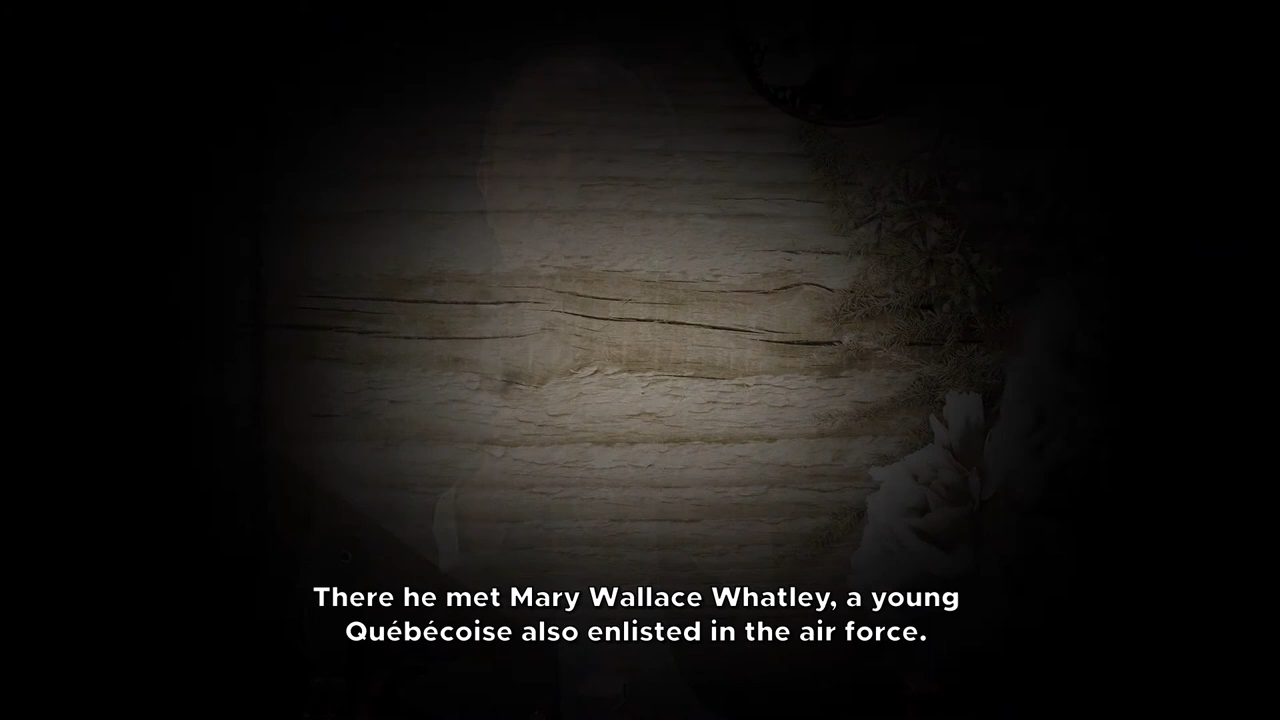 There he met Mary Wallace Whatley, a young
Québécoise also enlisted in the air force.